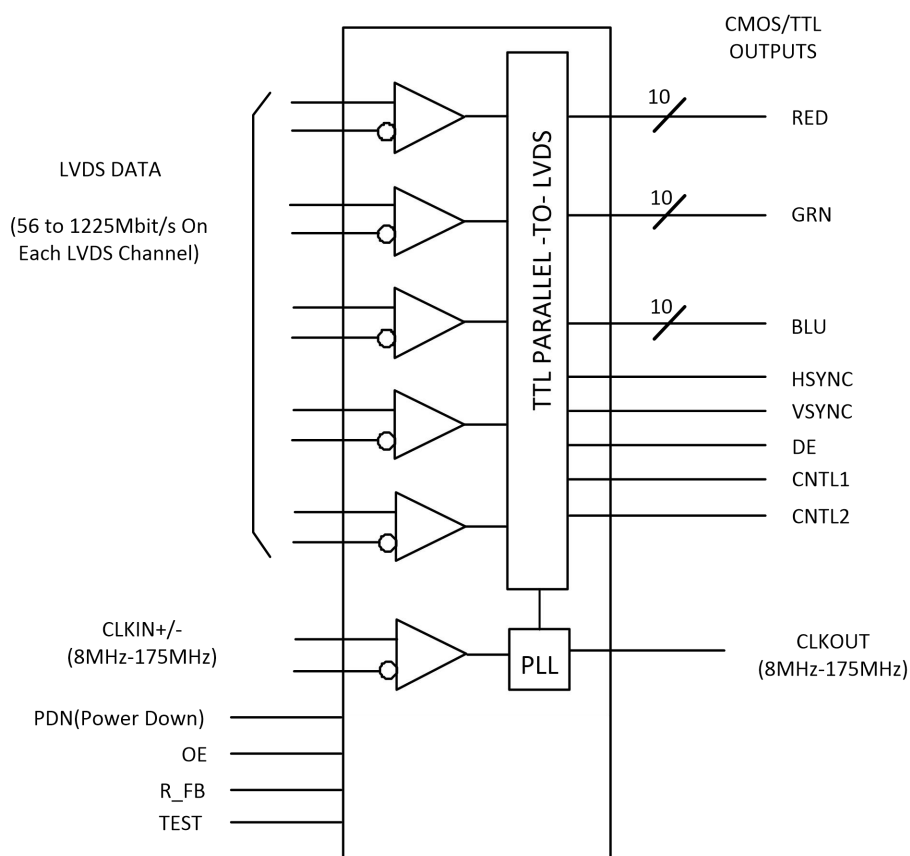 CMOS/TTL
OUTPUTS
LVDS DATA
(56 to 1225Mbit/s On
Each LVDS Channel)
TTL PARALLEL -TO- LVDS
10
RED
10
GRN
10
BLU
HSYNC
VSYNC
DE
CNTL1
CNTL2
CLKIN+/-
(8MHz-175MHz)
PLL
CLKOUT
(8MHz-175MHz)
PDN(Power Down)
OE
R_FB
TEST